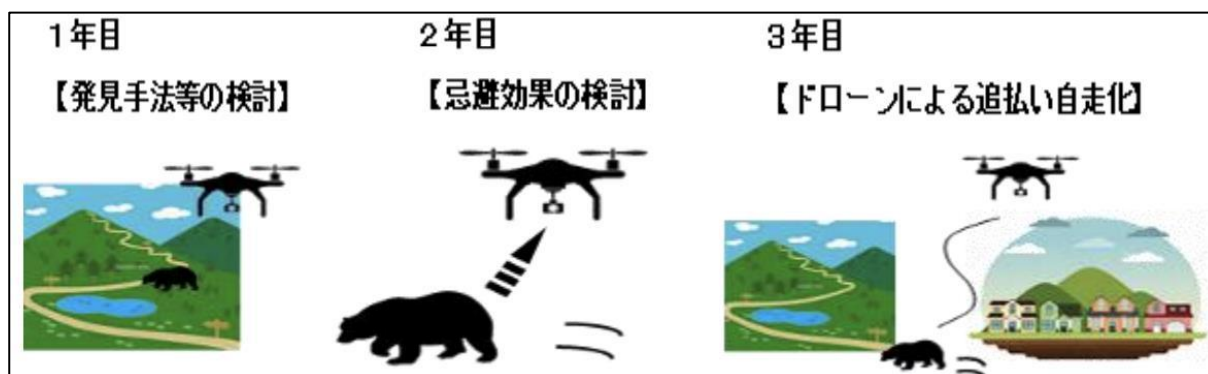 １年目
【発見手法等の検討】
２年目
【忌避効果の検討】
３年目
【ドローンによる追払い自走化】